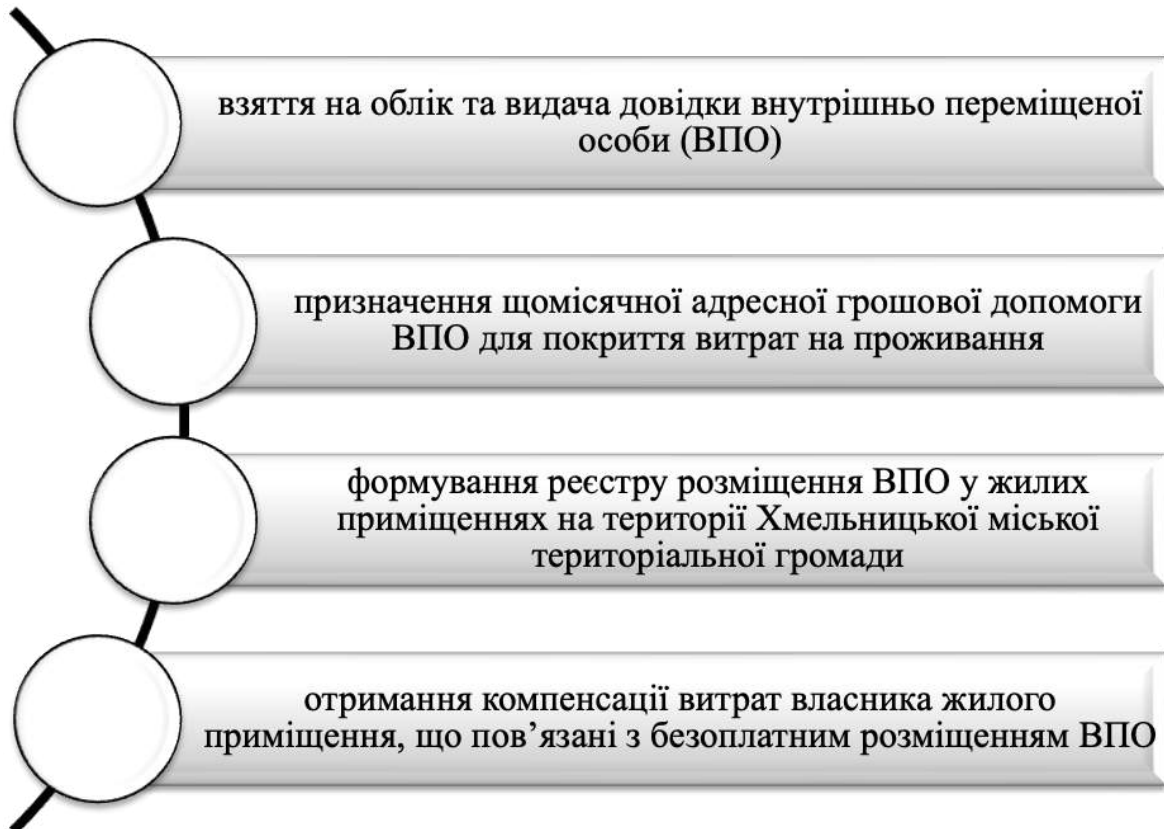 взяття на облік та видача довідки внутрішньо переміщеної
особи (ВПО)
призначення щомісячної адресної грошової допомоги
ВПО для покриття витрат на проживання
формування реєстру розміщення ВПО у жилих
приміщеннях на території Хмельницької міської
територіальної громади
отримання компенсації витрат власника жилого
приміщення, що пов’язані з безоплатним розміщенням ВПО